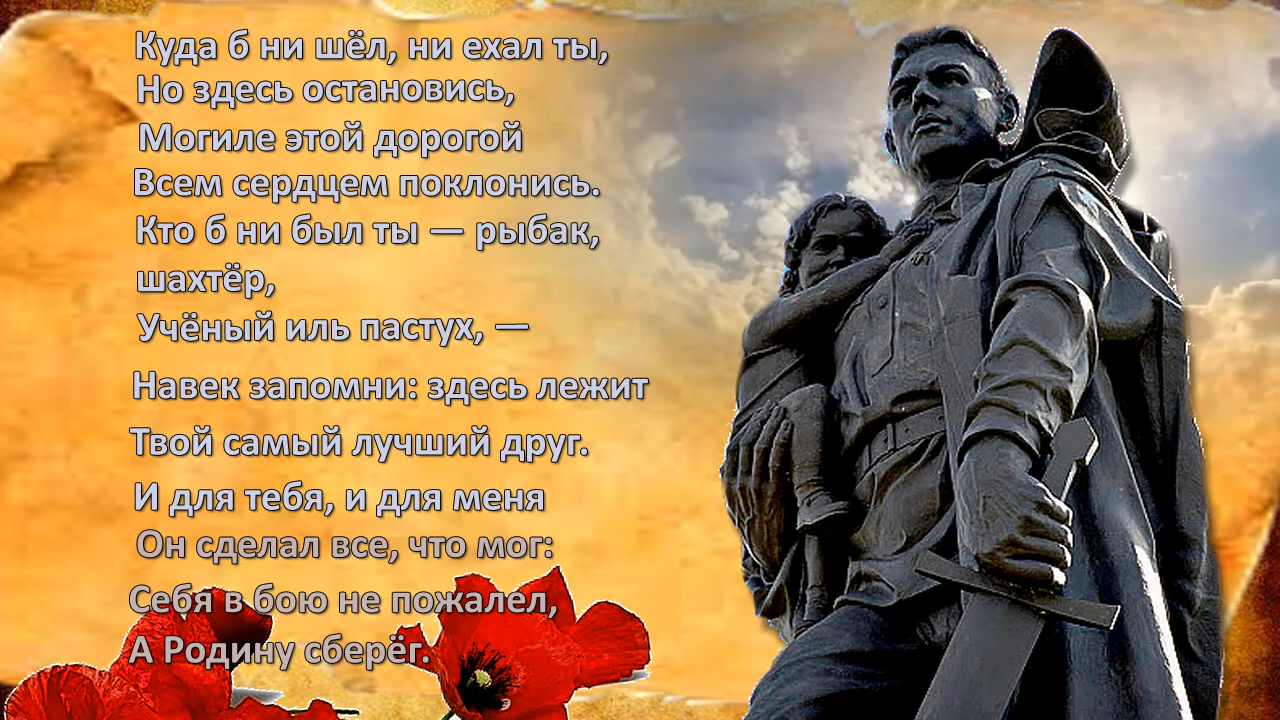 Куда б ни шёл, ни ехал ты,
Но здесь остановись,
Могиле этой дорогой
Всем сердцем поклонись.
Кто б ни был ты — рыбак,
шахтёр,
Учёный иль пастух, —
Навек запомни: здесь лежит
Твой самый лучший друг.
И для тебя, и для меня
Он сделал все, что мог:
Себя в бою не пожалел,
А Родину сберёг.